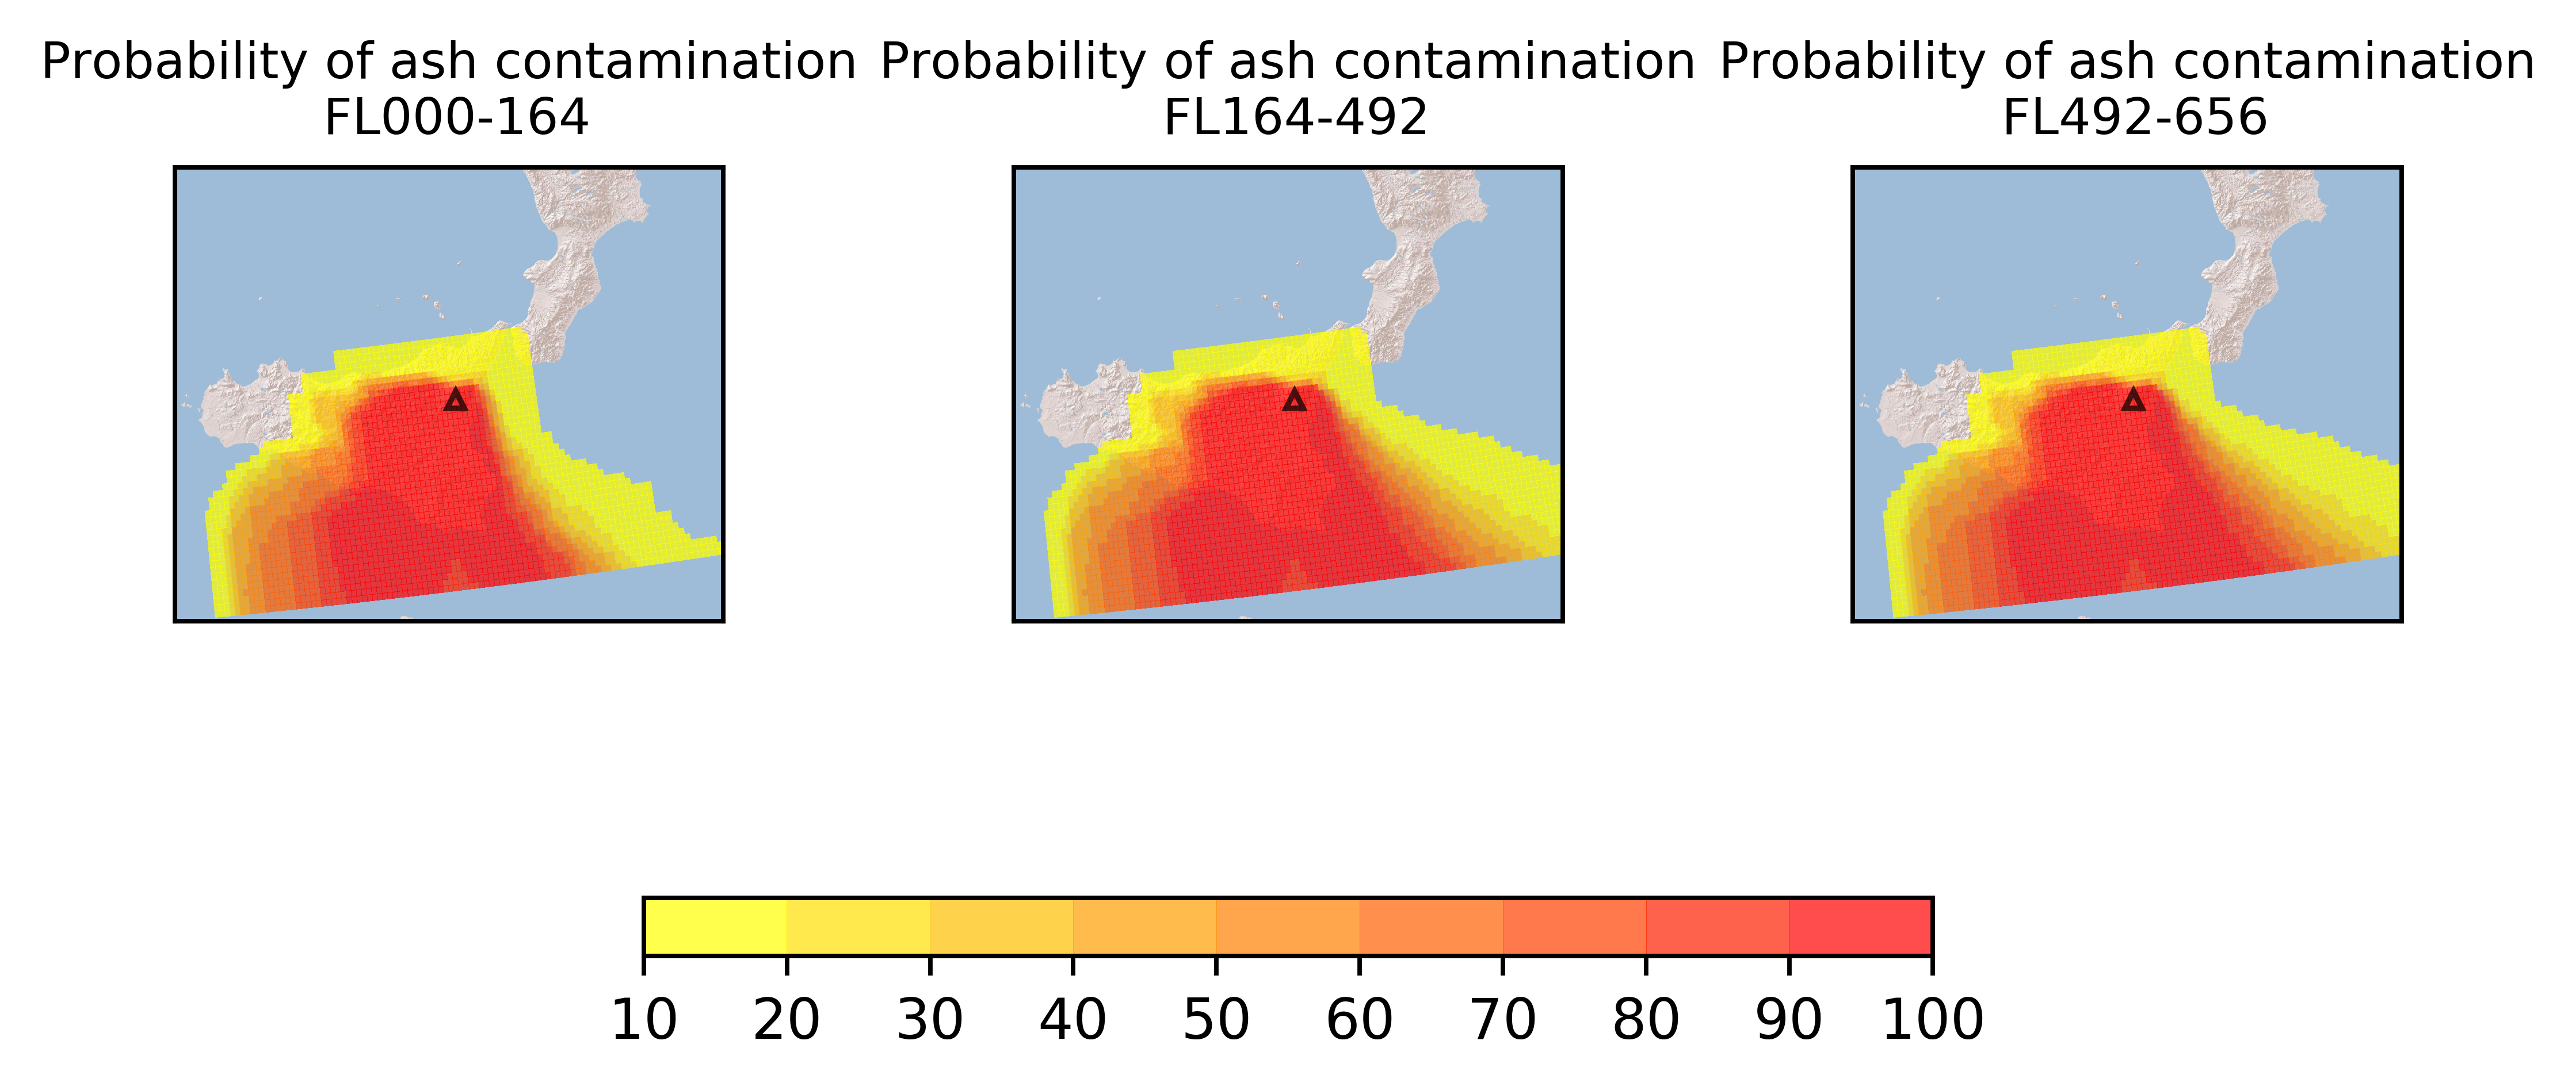 Probability of ash contamination
FL000-164
Probability of ash contamination
FL164-492
Probability of ash contamination
FL492-656
10 20 30 40 50 60 70 80 90 100